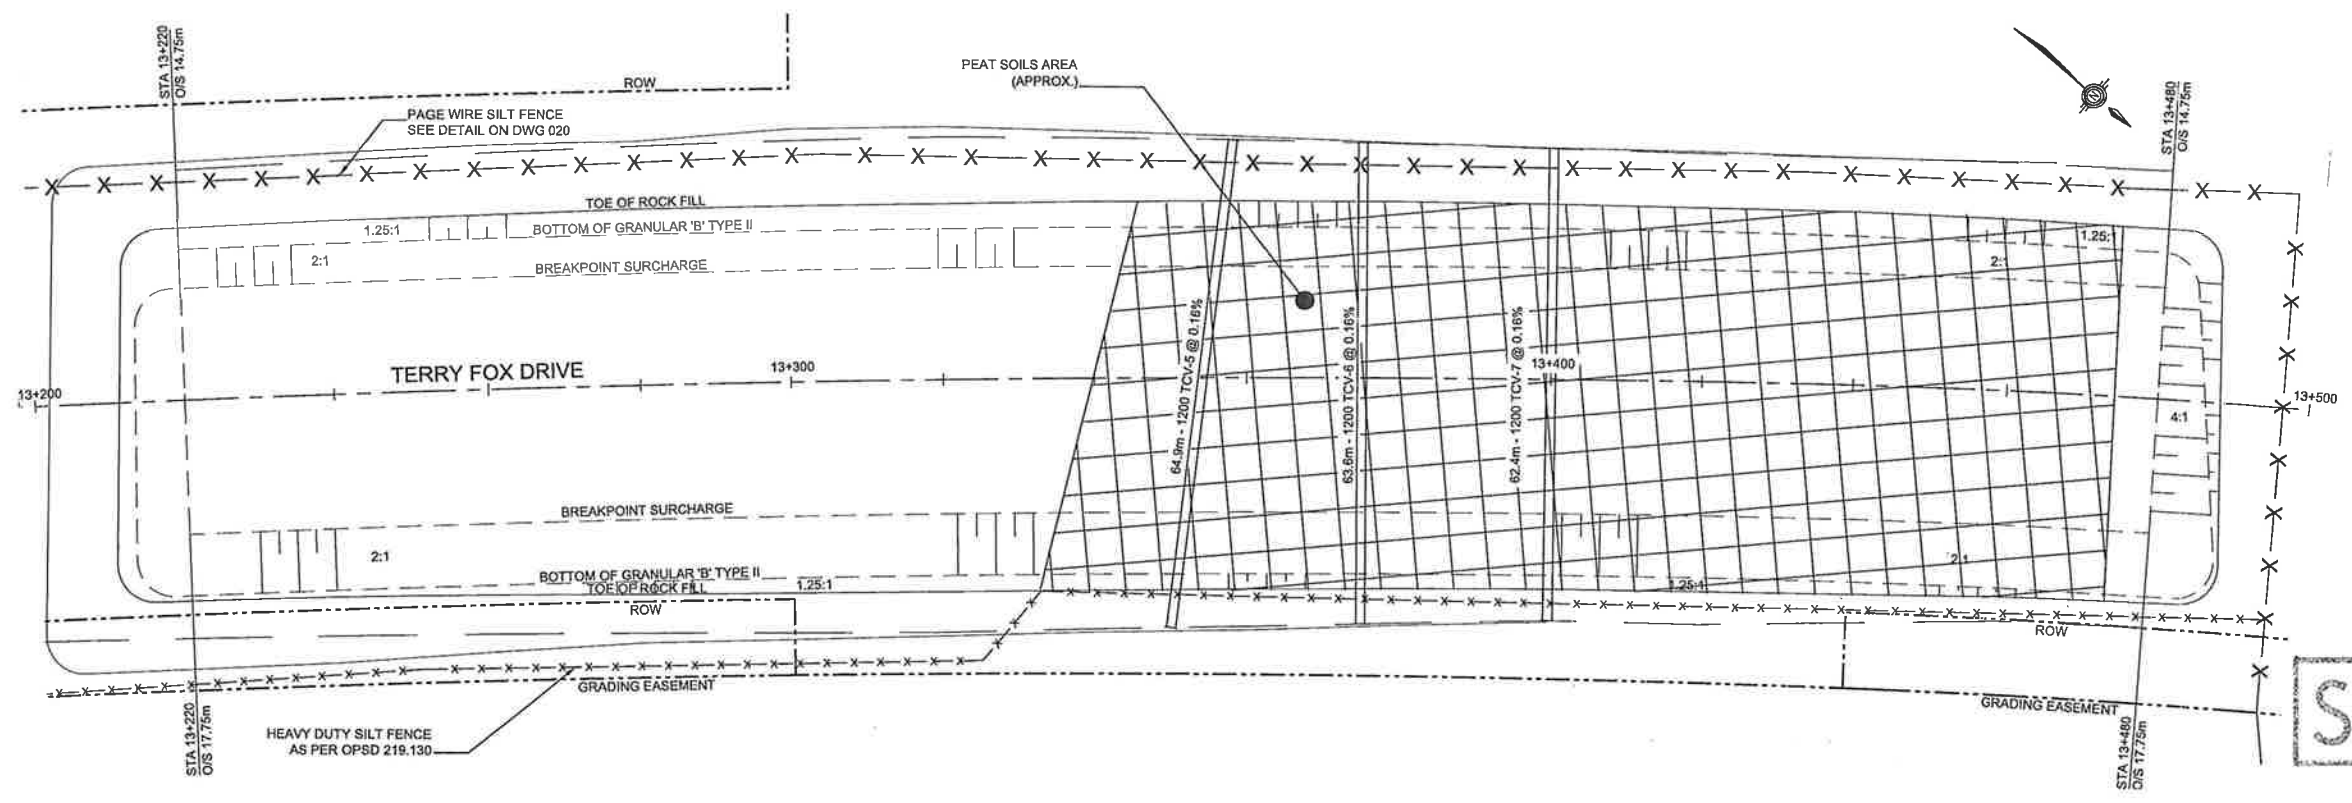 STA 13+220
O/S 14.75m
ROW
PEAT SOILS AREA
(APPROX.)
N
STA 13+480
O/S 14.75m
PAGE WIRE SILT FENCE
SEE DETAIL ON DWG 020
TOE OF ROCK FILL
1.25:1
BOTTOM OF GRANULAR 'B' TYPE II
2:1
BREAKPOINT SURCHARGE
1.25:1
2:1
TERRY FOX DRIVE
13+200
13+300
64.9m - 1200 TCV-5 @ 0.16%
63.6m - 1200 TCV-6 @ 0.16%
62.4m - 1200 TCV-7 @ 0.16%
13+400
13+500
4:1
BREAKPOINT SURCHARGE
2:1
2:1
BOTTOM OF GRANULAR 'B' TYPE II
TOE OF ROCK FILL
1.25:1
1.25:1
ROW
ROW
GRADING EASEMENT
GRADING EASEMENT
HEAVY DUTY SILT FENCE
AS PER OPSD 219.130
STA 13+220
O/S 17.75m
STA 13+480
O/S 17.75m
S